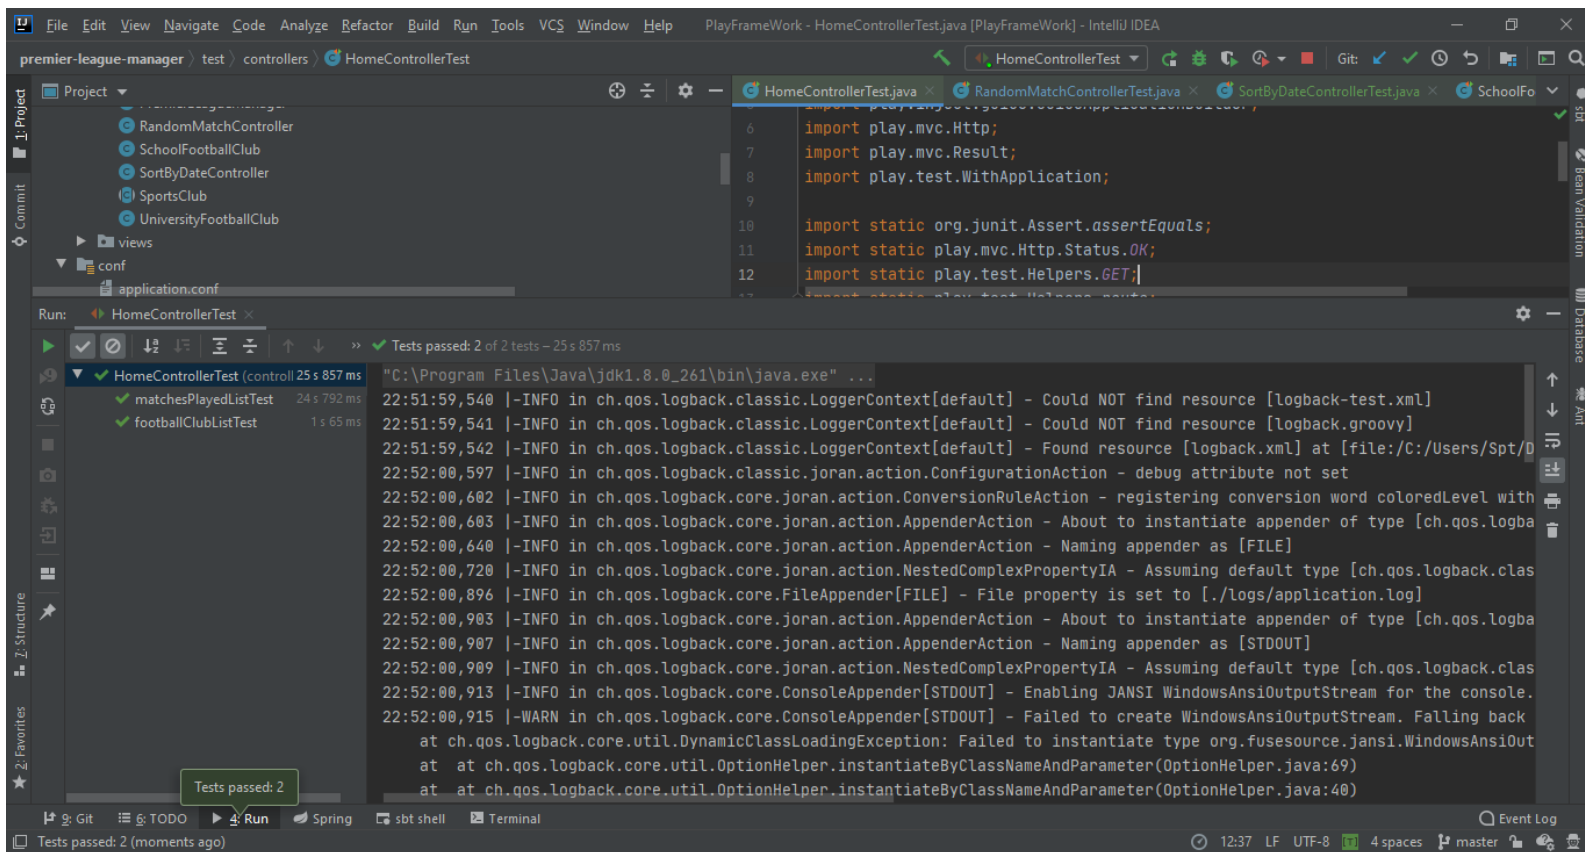 File Edit View Navigate Code Analyze Refactor Build Run Tools VCS Window Help PlayFrameWork - HomeControllerTest.java [PlayFrameWork] - IntelliJ IDEA
premier-league-manager test controllers HomeControllerTest
HomeControllerTest Git:
Project
HomeControllerTest.java RandomMatchControllerTest.java SortByDateControllerTest.java SchoolFo
1: Project
Commit
RandomMatchController
SchoolFootballClub
SortByDateController
SportsClub
UniversityFootballClub
views
conf
application.conf
6 import play.mvc.Http;
7 import play.mvc.Result;
8 import play.test.WithApplication;
9
10 import static org.junit.Assert.assertEquals;
11 import static play.mvc.Http.Status.OK;
12 import static play.test.Helpers.GET;
sbt
Bean Validation
Database
Ant
Run: HomeControllerTest
Tests passed: 2 of 2 tests – 25 s 857 ms
HomeControllerTest (controll 25 s 857 ms
matchesPlayedListTest 24 s 792 ms
footballClubListTest 1 s 65 ms
"C:\Program Files\Java\jdk1.8.0_261\bin\java.exe" ...
22:51:59,540 |-INFO in ch.qos.logback.classic.LoggerContext[default] - Could NOT find resource [logback-test.xml]
22:51:59,541 |-INFO in ch.qos.logback.classic.LoggerContext[default] - Could NOT find resource [logback.groovy]
22:51:59,542 |-INFO in ch.qos.logback.classic.LoggerContext[default] - Found resource [logback.xml] at [file:/C:/Users/Spt/D
22:52:00,597 |-INFO in ch.qos.logback.classic.joran.action.ConfigurationAction - debug attribute not set
22:52:00,602 |-INFO in ch.qos.logback.core.joran.action.ConversionRuleAction - registering conversion word coloredLevel with
22:52:00,603 |-INFO in ch.qos.logback.core.joran.action.AppenderAction - About to instantiate appender of type [ch.qos.logba
22:52:00,640 |-INFO in ch.qos.logback.core.joran.action.AppenderAction - Naming appender as [FILE]
22:52:00,720 |-INFO in ch.qos.logback.core.joran.action.NestedComplexPropertyIA - Assuming default type [ch.qos.logback.clas
22:52:00,896 |-INFO in ch.qos.logback.core.FileAppender[FILE] - File property is set to [./logs/application.log]
22:52:00,903 |-INFO in ch.qos.logback.core.joran.action.AppenderAction - About to instantiate appender of type [ch.qos.logba
22:52:00,907 |-INFO in ch.qos.logback.core.joran.action.AppenderAction - Naming appender as [STDOUT]
22:52:00,909 |-INFO in ch.qos.logback.core.joran.action.NestedComplexPropertyIA - Assuming default type [ch.qos.logback.clas
22:52:00,913 |-INFO in ch.qos.logback.core.ConsoleAppender[STDOUT] - Enabling JANSI WindowsAnsiOutputStream for the console.
22:52:00,915 |-WARN in ch.qos.logback.core.ConsoleAppender[STDOUT] - Failed to create WindowsAnsiOutputStream. Falling back
at ch.qos.logback.core.util.DynamicClassLoadingException: Failed to instantiate type org.fusesource.jansi.WindowsAnsiOut
at at ch.qos.logback.core.util.OptionHelper.instantiateByClassNameAndParameter(OptionHelper.java:69)
at at ch.qos.logback.core.util.OptionHelper.instantiateByClassNameAndParameter(OptionHelper.java:40)
7: Structure
2: Favorites
Tests passed: 2
9: Git 6: TODO 4: Run Spring sbt shell Terminal Event Log
Tests passed: 2 (moments ago) 12:37 LF UTF-8 4 spaces master